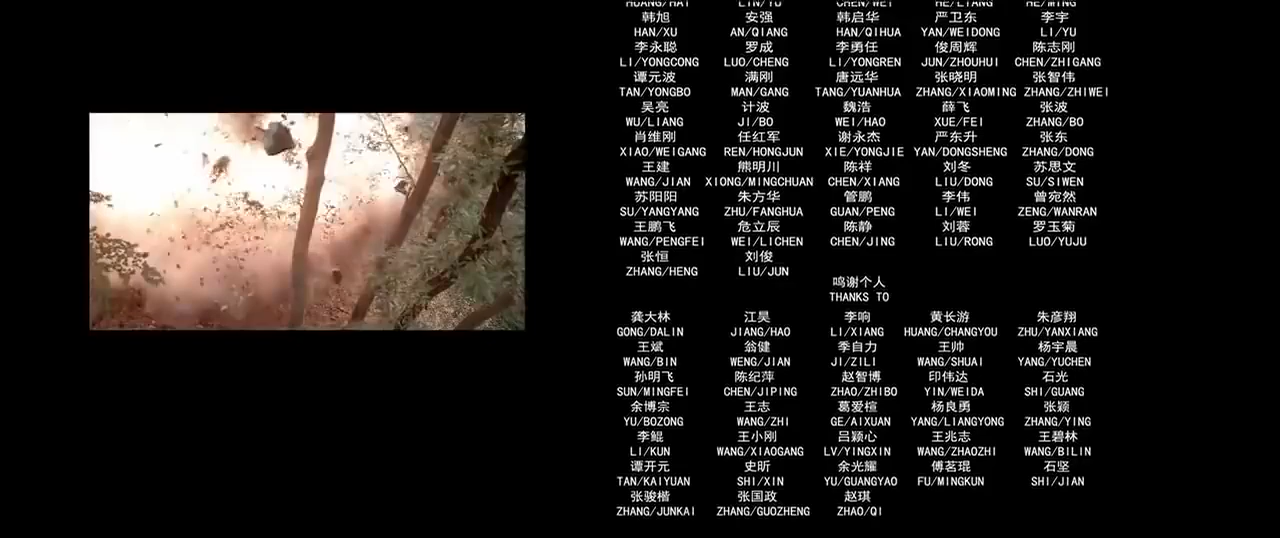 HUANG/HAI LIN/YU CHEN/WEI HE/LIANG HE/MING
韩旭 安强 韩启华 严卫东 李宇
HAN/XU AN/QIANG HAN/QIHUA YAN/WEIDONG LI/YU
李永聪 罗成 李勇任 俊周辉 陈志刚
LI/YONGCONG LUO/CHENG LI/YONGREN JUN/ZHOUHUI CHEN/ZHIGANG
谭元波 满刚 唐远华 张晓明 张智伟
TAN/YONGBO MAN/GANG TANG/YUANHUA ZHANG/XIAOMING ZHANG/ZHIWEI
吴亮 计波 魏浩 薛飞 张波
WU/LIANG JI/BO WEI/HAO XUE/FEI ZHANG/BO
肖维刚 任红军 谢永杰 严东升 张东
XIAO/WEIGANG REN/HONGJUN XIE/YONGJIE YAN/DONGSHENG ZHANG/DONG
王建 熊明川 陈祥 刘冬 苏思文
WANG/JIAN XIONG/MINGCHUAN CHEN/XIANG LIU/DONG SU/SIWEN
苏阳阳 朱方华 管鹏 李伟 曾宛然
SU/YANGYANG ZHU/FANGHUA GUAN/PENG LI/WEI ZENG/WANRAN
王鹏飞 危立辰 陈静 刘蓉 罗玉菊
WANG/PENGFEI WEI/LICHEN CHEN/JING LIU/RONG LUO/YUJU
张恒 刘俊
ZHANG/HENG LIU/JUN
鸣谢个人
THANKS TO
龚大林 江昊 李响 黄长游 朱彦翔
GONG/DALIN JIANG/HAO LI/XIANG HUANG/CHANGYOU ZHU/YANXIANG
王斌 翁健 季自力 王帅 杨宇晨
WANG/BIN WENG/JIAN JI/ZILI WANG/SHUAI YANG/YUCHEN
孙明飞 陈纪萍 赵智博 印伟达 石光
SUN/MINGFEI CHEN/JIPING ZHAO/ZHIBO YIN/WEIDA SHI/GUANG
余博宗 王志 葛爱楦 杨良勇 张颖
YU/BOZONG WANG/ZHI GE/AIXUAN YANG/LIANGYONG ZHANG/YING
李鲲 王小刚 吕颖心 王兆志 王碧林
LI/KUN WANG/XIAOGANG LV/YINGXIN WANG/ZHAOZHI WANG/BILIN
谭开元 史昕 余光耀 傅茗琨 石坚
TAN/KAIYUAN SHI/XIN YU/GUANGYAO FU/MINGKUN SHI/JIAN
张骏楷 张国政 赵琪
ZHANG/JUNKAI ZHANG/GUOZHENG ZHAO/QI